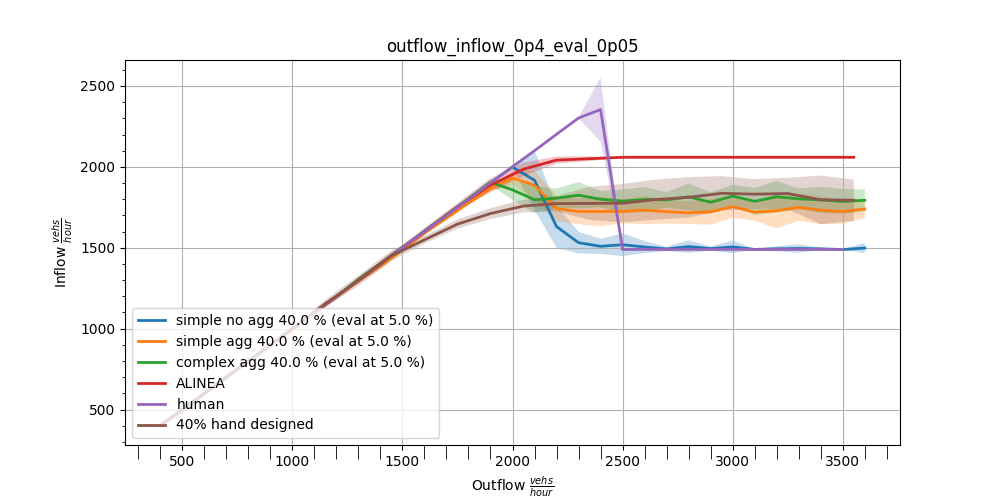 outflow_inflow_0p4_eval_0p05
2500
2000
1500
1000
500
Inflow vehs/hour
simple no agg 40.0 % (eval at 5.0 %)
simple agg 40.0 % (eval at 5.0 %)
complex agg 40.0 % (eval at 5.0 %)
ALINEA
human
40% hand designed
500 1000 1500 2000 2500 3000 3500
Outflow vehs/hour